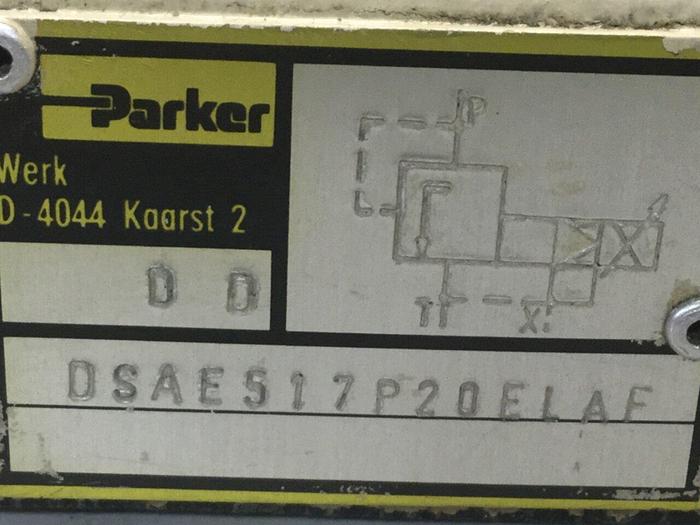 Parker
Werk
D-4044 Kaarst 2
D D
P
T
X
DSAE517P20ELAF